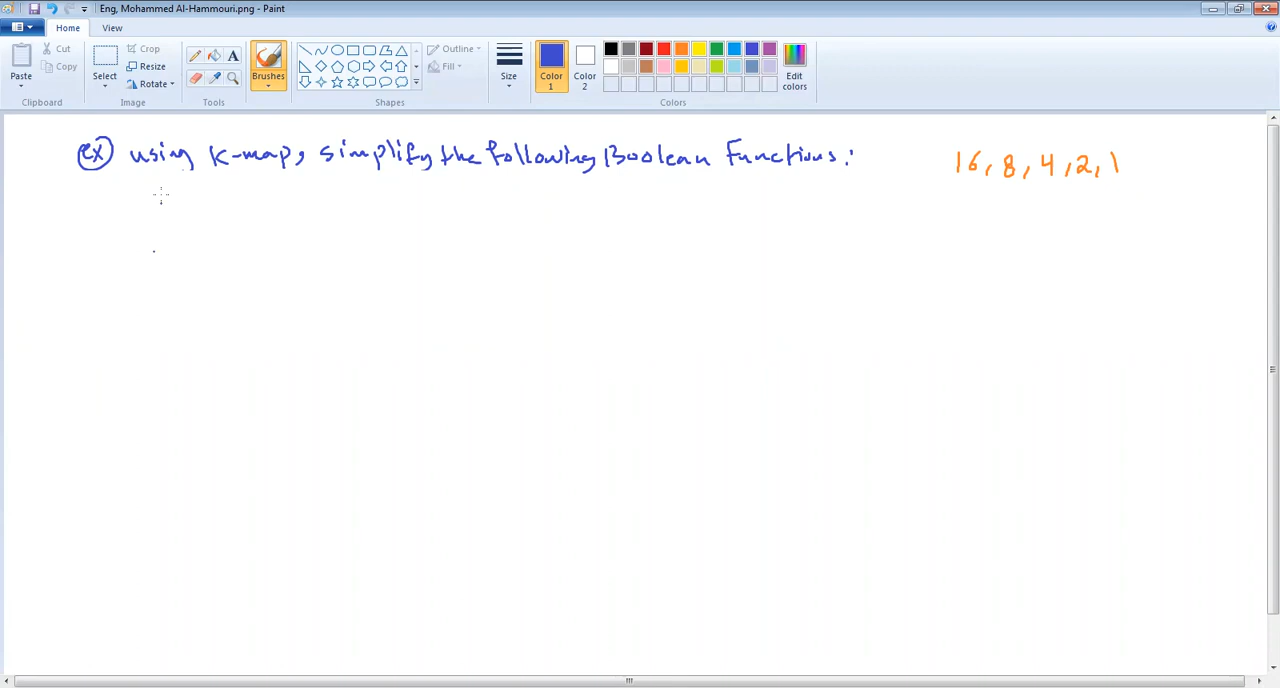 Eng, Mohammed Al-Hammouri.png - Paint
Home View
Paste
Cut
Copy
Clipboard
Select
Crop
Resize
Rotate
Image
A
Tools
Brushes
Outline
Fill
Shapes
Size
Color 1
Color 2
Edit colors
Colors
ex using K-map, simplify the following Boolean Functions:
16, 8, 4, 2, 1